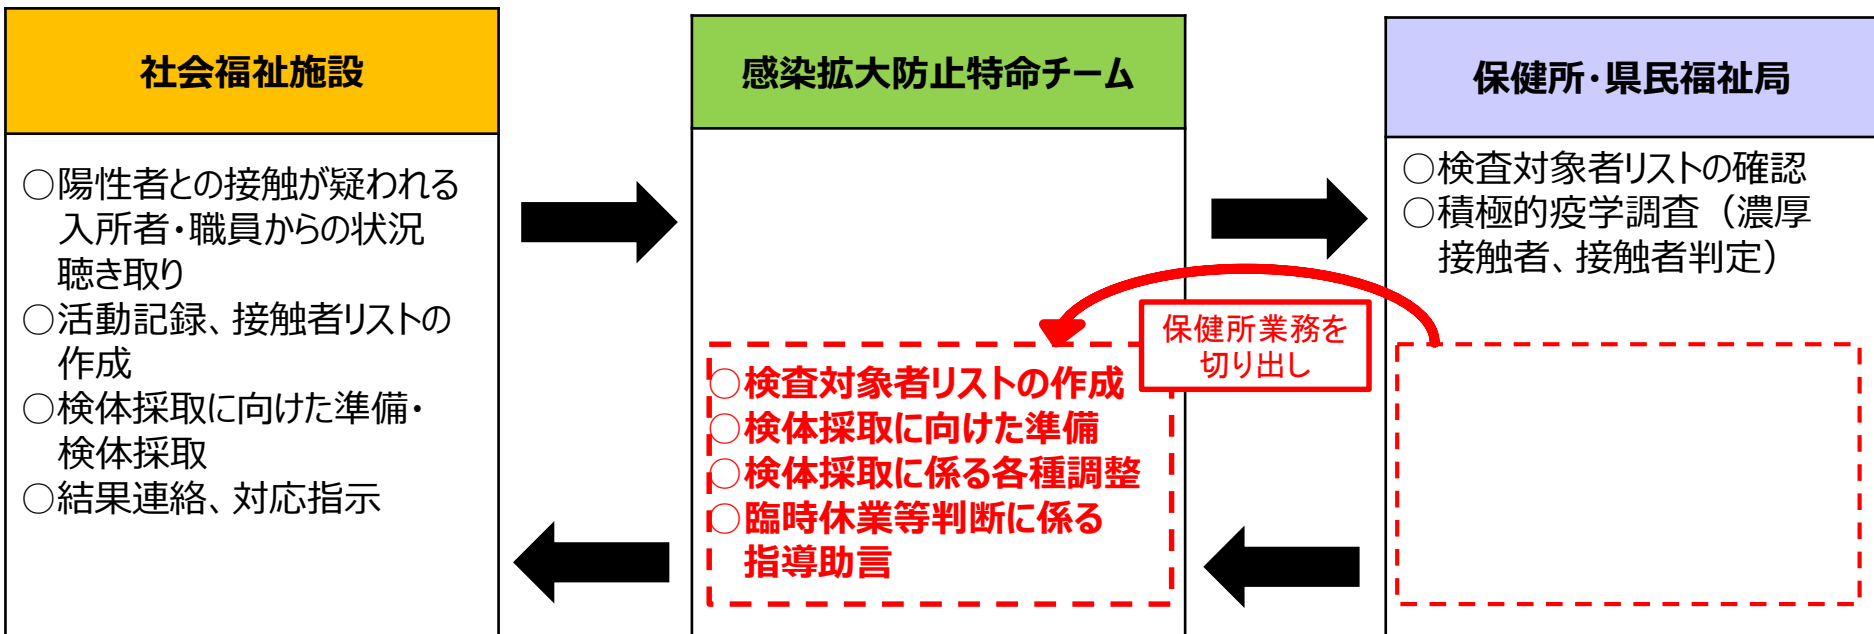 社会福祉施設
○陽性者との接触が疑われる
入所者・職員からの状況
聴き取り
○活動記録、接触者リストの
作成
○検体採取に向けた準備・
検体採取
○結果連絡、対応指示
感染拡大防止特命チーム
○検査対象者リストの作成
○検体採取に向けた準備
○検体採取に係る各種調整
○臨時休業等判断に係る
指導助言
保健所業務を
切り出し
保健所・県民福祉局
○検査対象者リストの確認
○積極的疫学調査（濃厚
接触者、接触者判定）